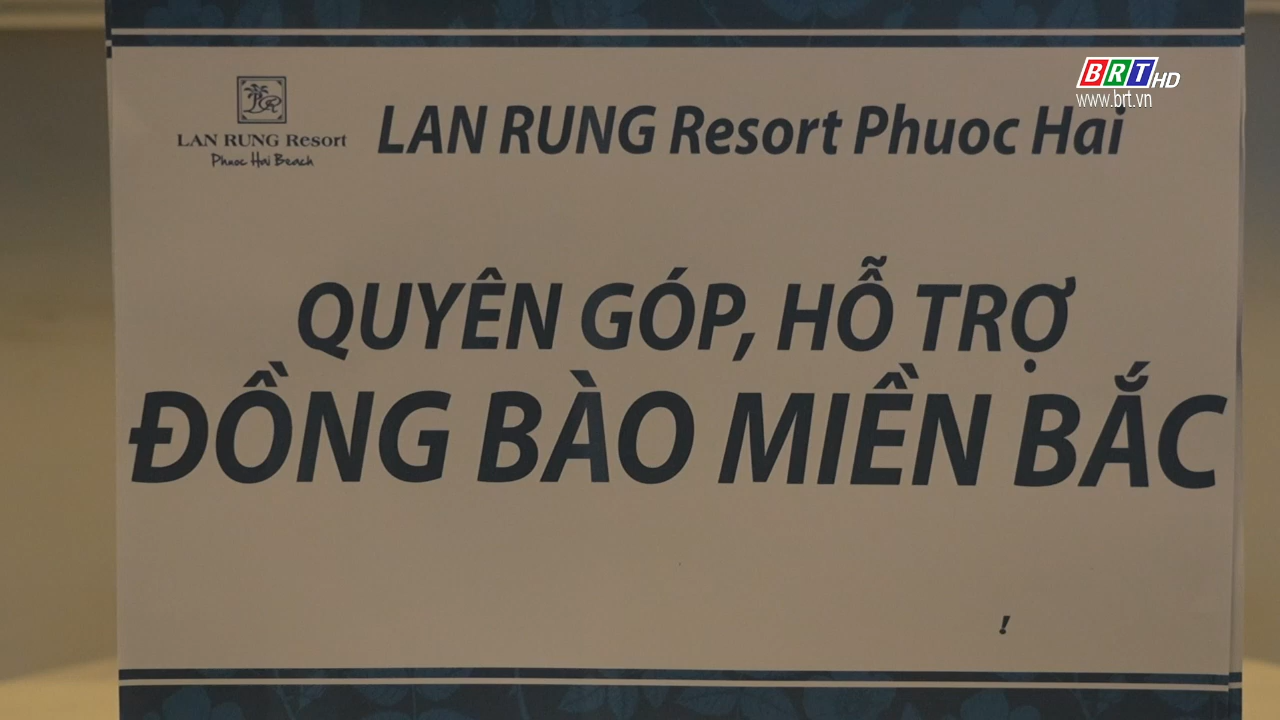 BRT HD
www.brt.vn
LAN RUNG Resort
Phuoc Hai Beach
LAN RUNG Resort Phuoc Hai
QUYÊN GÓP, HỖ TRỢ
ĐỒNG BÀO MIỀN BẮC
!